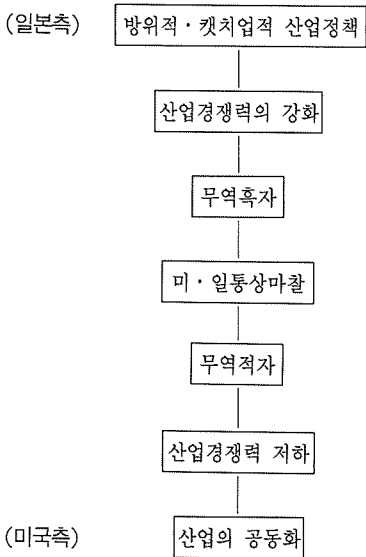 (일본측) 방위적·캣치업적 산업정책
산업경쟁력의 강화
무역흑자
미·일통상마찰
무역적자
산업경쟁력 저하
(미국측) 산업의 공동화